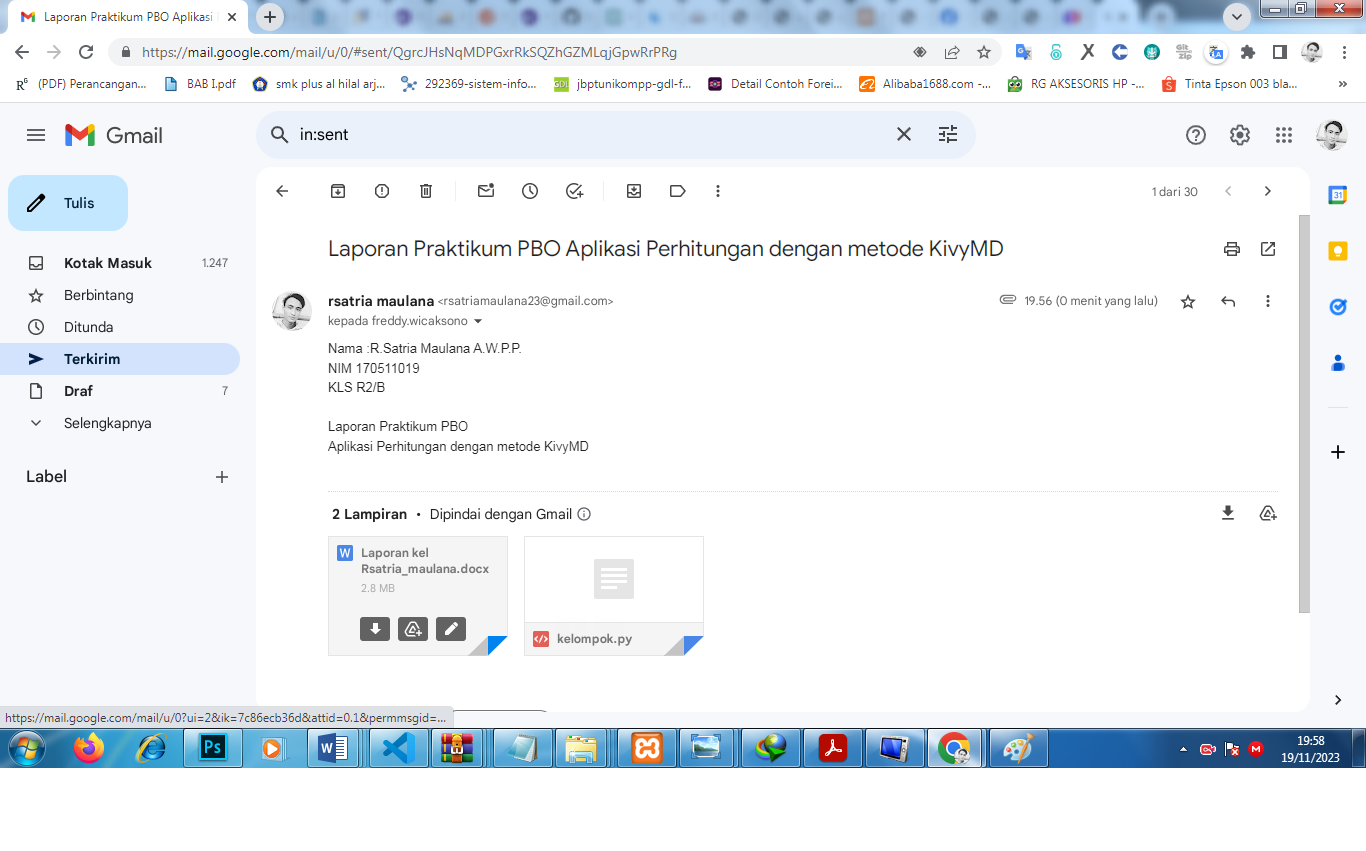 Laporan Praktikum PBO Aplikasi
https://mail.google.com/mail/u/0/#sent/QgrcJHsNqMDPGxrRkSQZhGZMLqjGpwRrPRg
(PDF) Perancangan...
BAB I.pdf
smk plus al hilal arj...
292369-sistem-info...
jbptunikompp-gdl-f...
Detail Contoh Forei...
Alibaba1688.com -...
RG AKSESORIS HP -...
Tinta Epson 003 bla...
Gmail
in:sent
Tulis
1 dari 30
Kotak Masuk 1.247
Berbintang
Ditunda
Terkirim
Draf 7
Selengkapnya
Label
Laporan Praktikum PBO Aplikasi Perhitungan dengan metode KivyMD
rsatria maulana <rsatriamaulana23@gmail.com>
19.56 (0 menit yang lalu)
kepada freddy.wicaksono
Nama :R.Satria Maulana A.W.P.P.
NIM 170511019
KLS R2/B
Laporan Praktikum PBO
Aplikasi Perhitungan dengan metode KivyMD
2 Lampiran • Dipindai dengan Gmail
Laporan kel
Rsatria_maulana.docx
2.8 MB
kelompok.py
https://mail.google.com/mail/u/0?ui=2&ik=7c86ecb36d&attid=0.1&permmsgid=...
19:58
19/11/2023